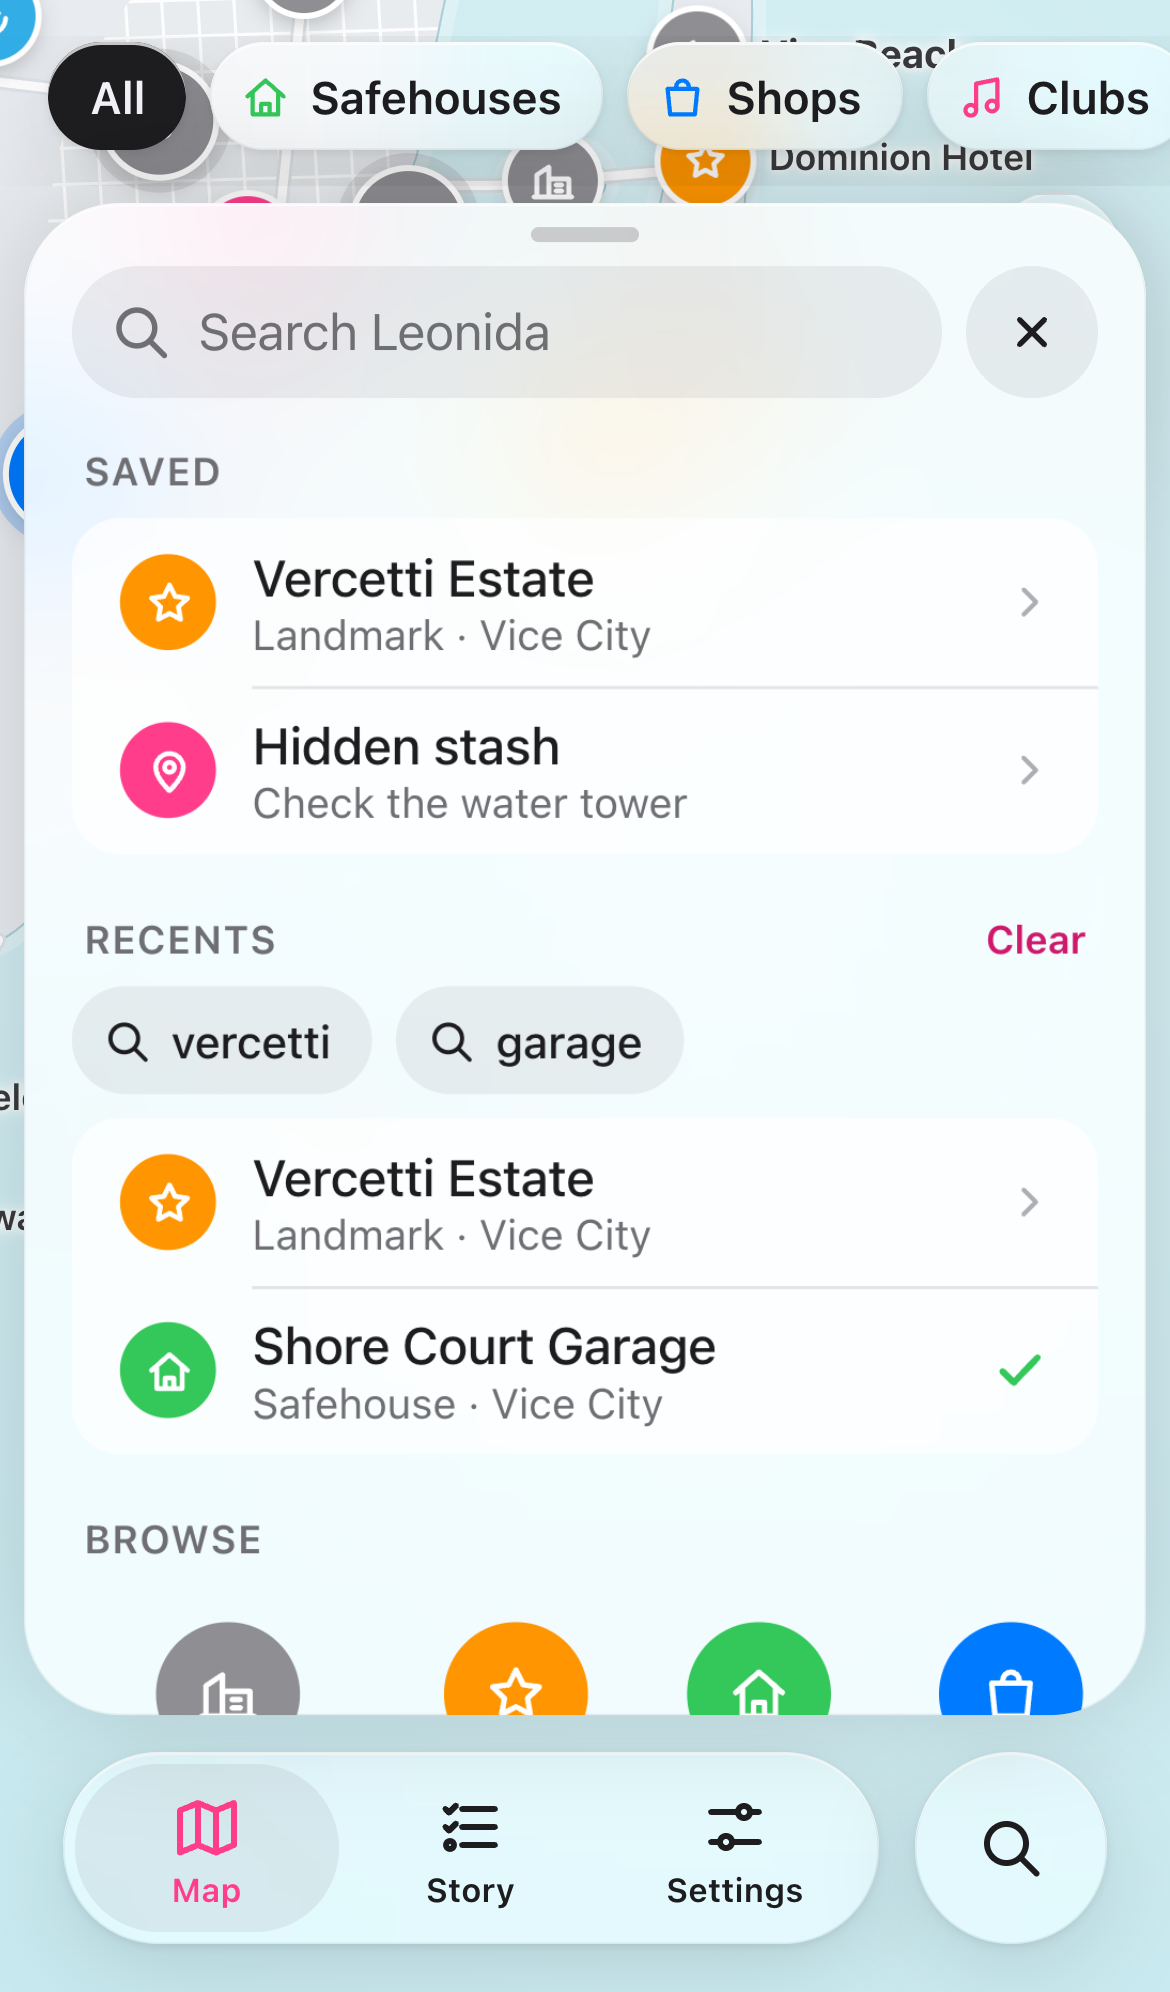 All
Safehouses
Shops
Clubs
Dominion Hotel
Search Leonida
SAVED
Vercetti Estate
Landmark · Vice City
Hidden stash
Check the water tower
RECENTS
Clear
vercetti
garage
Vercetti Estate
Landmark · Vice City
Shore Court Garage
Safehouse · Vice City
BROWSE
Map
Story
Settings